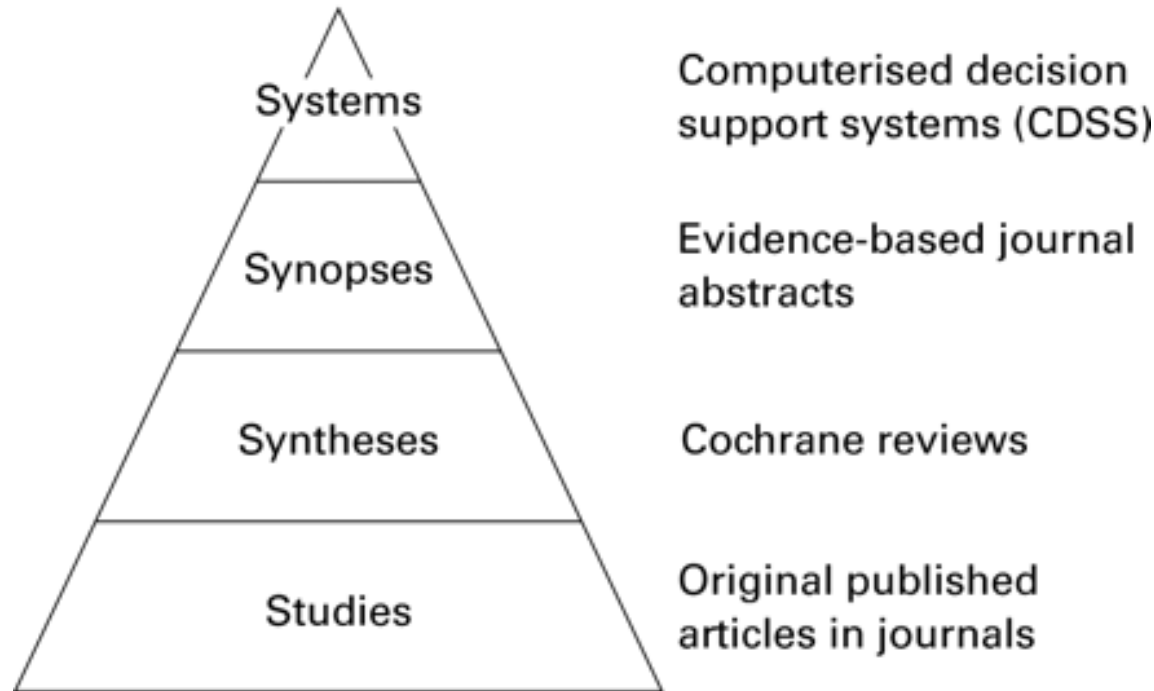 Systems
Computerised decision
support systems (CDSS)
Synopses
Evidence-based journal
abstracts
Syntheses
Cochrane reviews
Studies
Original published
articles in journals